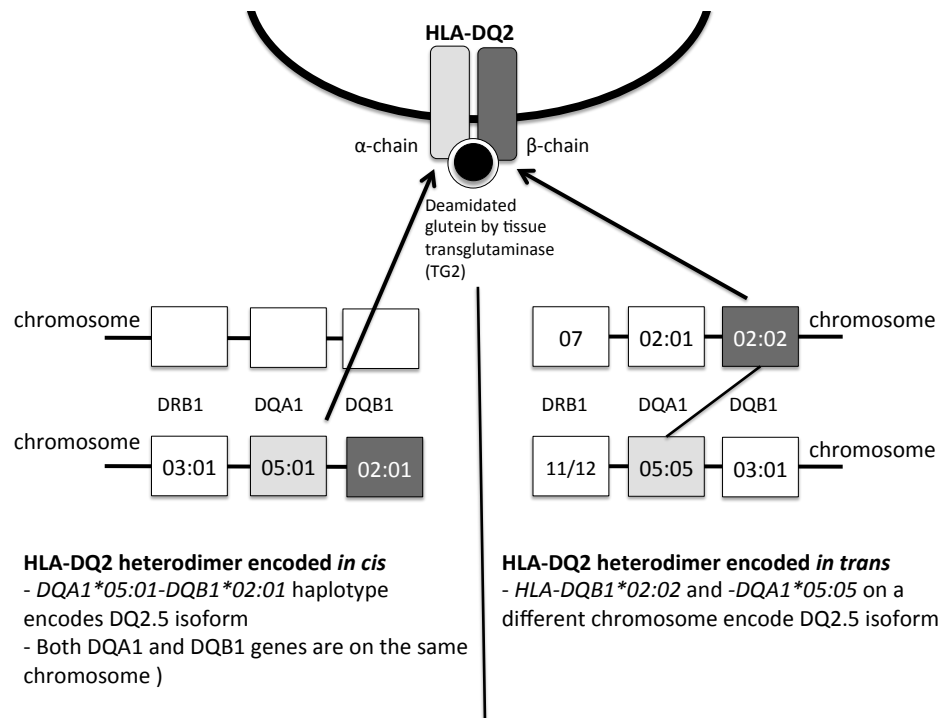 HLA-DQ2
α-chain
β-chain
Deamidated
glutein by tissue
transglutaminase
(TG2)
chromosome
DRB1 DQA1 DQB1
chromosome
03:01 05:01 02:01
HLA-DQ2 heterodimer encoded in cis
- DQA1*05:01-DQB1*02:01 haplotype
encodes DQ2.5 isoform
- Both DQA1 and DQB1 genes are on the same
chromosome )
07 02:01 02:02 chromosome
DRB1 DQA1 DQB1
11/12 05:05 03:01 chromosome
HLA-DQ2 heterodimer encoded in trans
- HLA-DQB1*02:02 and -DQA1*05:05 on a
different chromosome encode DQ2.5 isoform